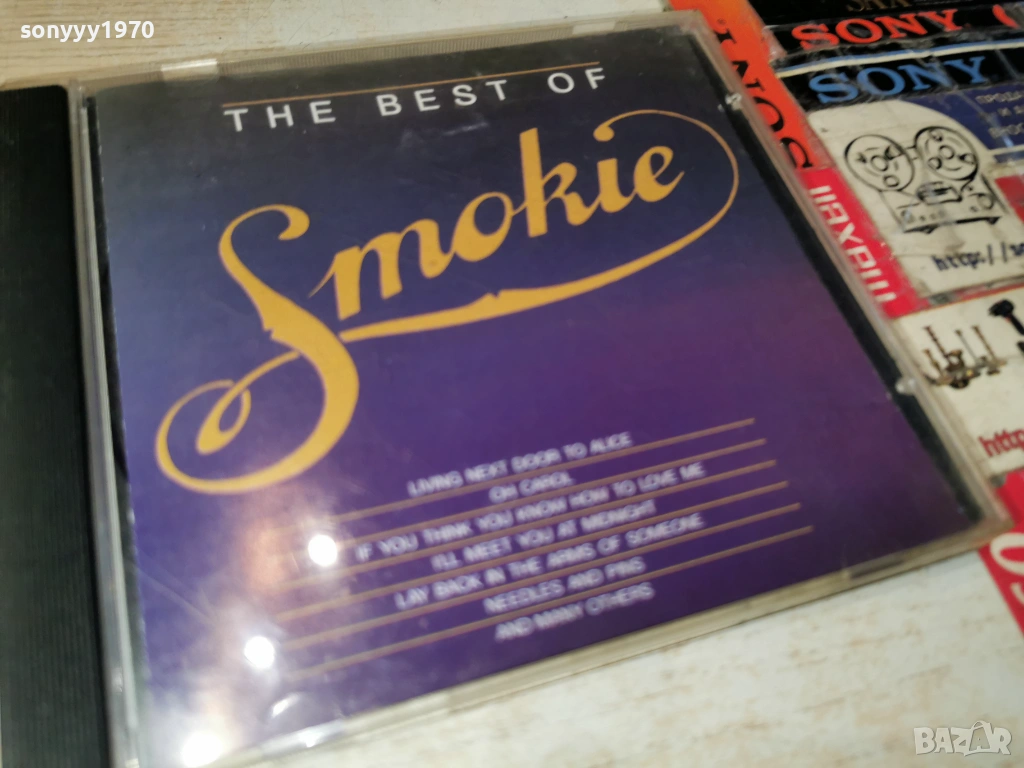 sonyyy1970
THE BEST OF
Smokie
LIVING NEXT DOOR TO ALICE
OH CAROL
IF YOU THINK YOU KNOW HOW TO LOVE ME
I'LL MEET YOU AT MIDNIGHT
LAY BACK IN THE ARMS OF SOMEONE
NEEDLES AND PINS
AND MANY OTHERS
SONY
SONY
maxell
http://so
http
BAZAR